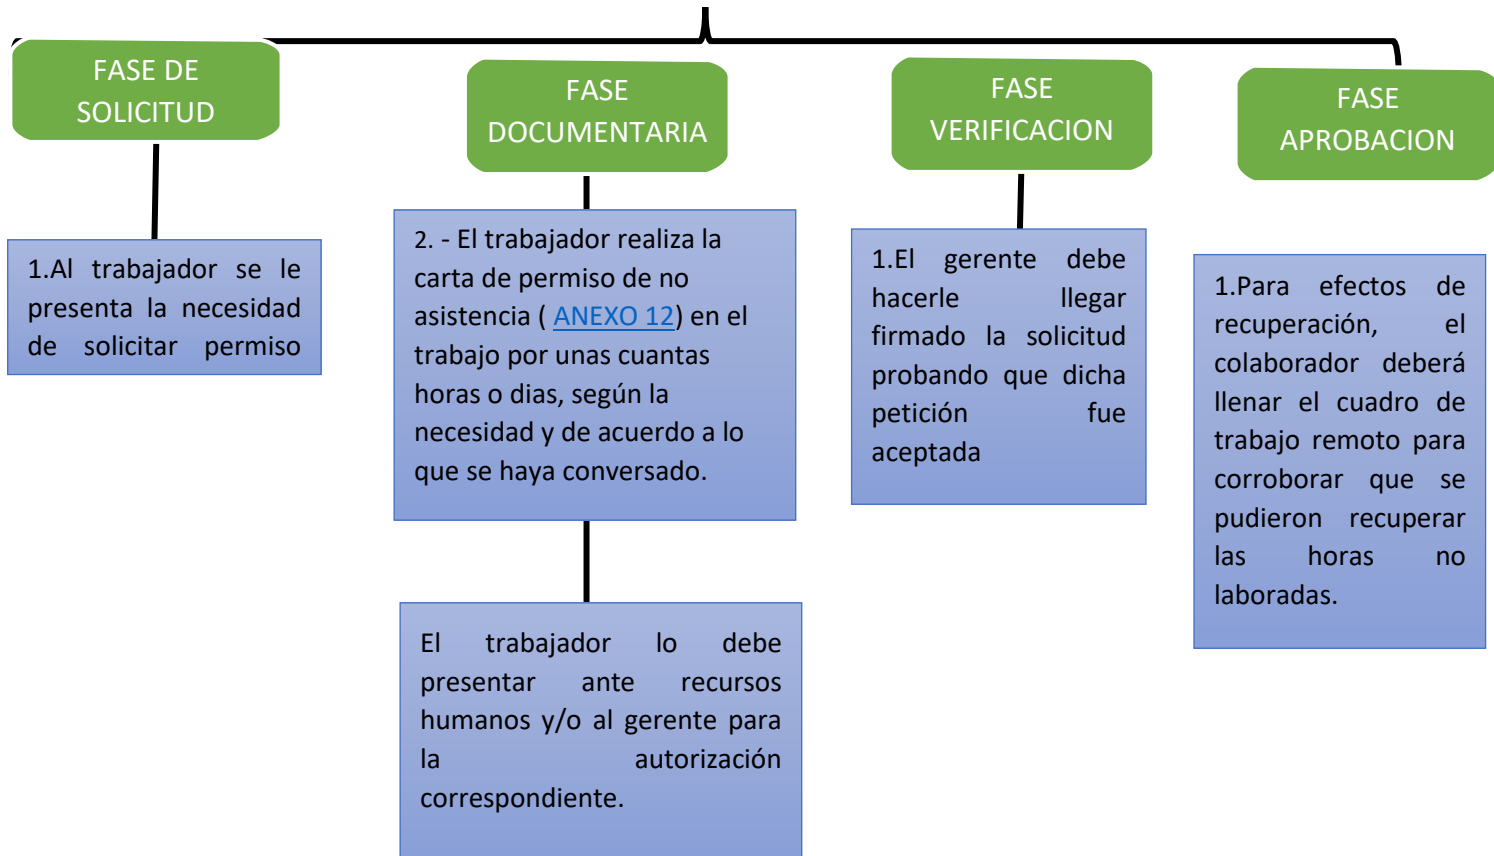 FASE DE
SOLICITUD
1.Al trabajador se le
presenta la necesidad
de solicitar permiso
FASE
DOCUMENTARIA
2. - El trabajador realiza la
carta de permiso de no
asistencia ( ANEXO 12) en el
trabajo por unas cuantas
horas o dias, según la
necesidad y de acuerdo a lo
que se haya conversado.
El trabajador lo debe
presentar ante recursos
humanos y/o al gerente para
la autorización
correspondiente.
FASE
VERIFICACION
1.El gerente debe
hacerle llegar
firmado la solicitud
probando que dicha
petición fue
aceptada
FASE
APROBACION
1.Para efectos de
recuperación, el
colaborador deberá
llenar el cuadro de
trabajo remoto para
corroborar que se
pudieron recuperar
las horas no
laboradas.